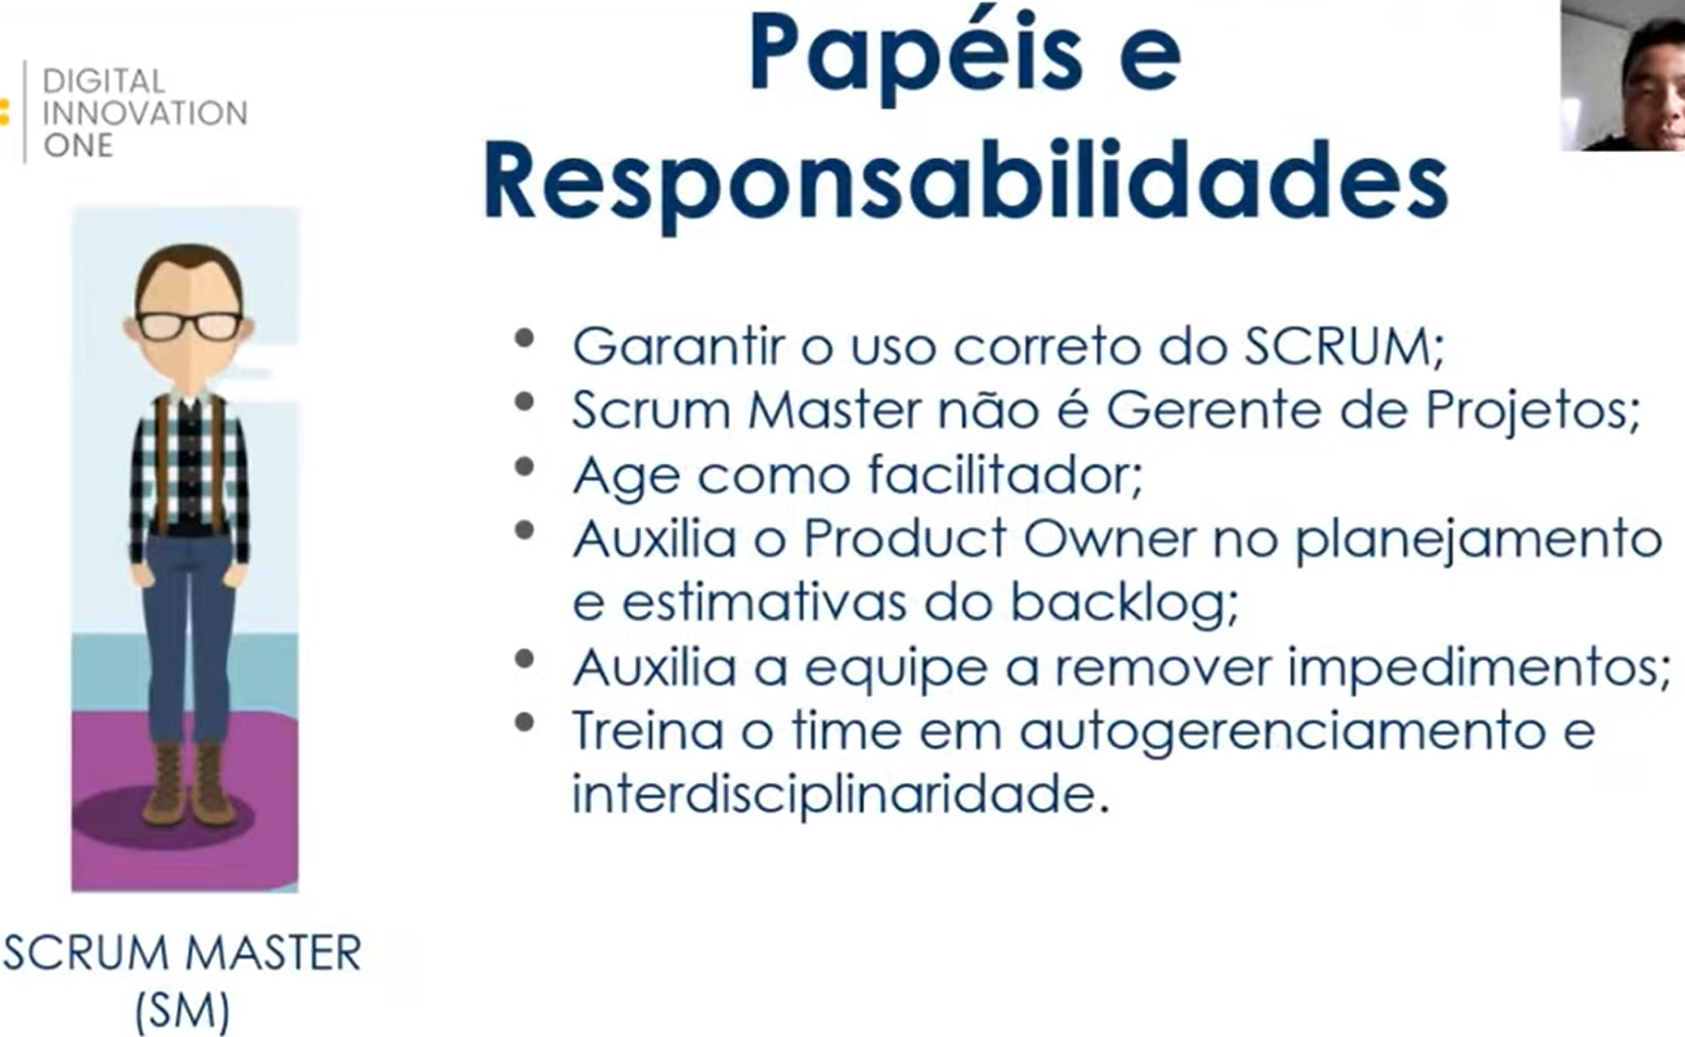 DIGITAL
INNOVATION
ONE
Papéis e
Responsabilidades
• Garantir o uso correto do SCRUM;
• Scrum Master não é Gerente de Projetos;
• Age como facilitador;
• Auxilia o Product Owner no planejamento
e estimativas do backlog;
• Auxilia a equipe a remover impedimentos;
• Treina o time em autogerenciamento e
interdisciplinaridade.
SCRUM MASTER
(SM)